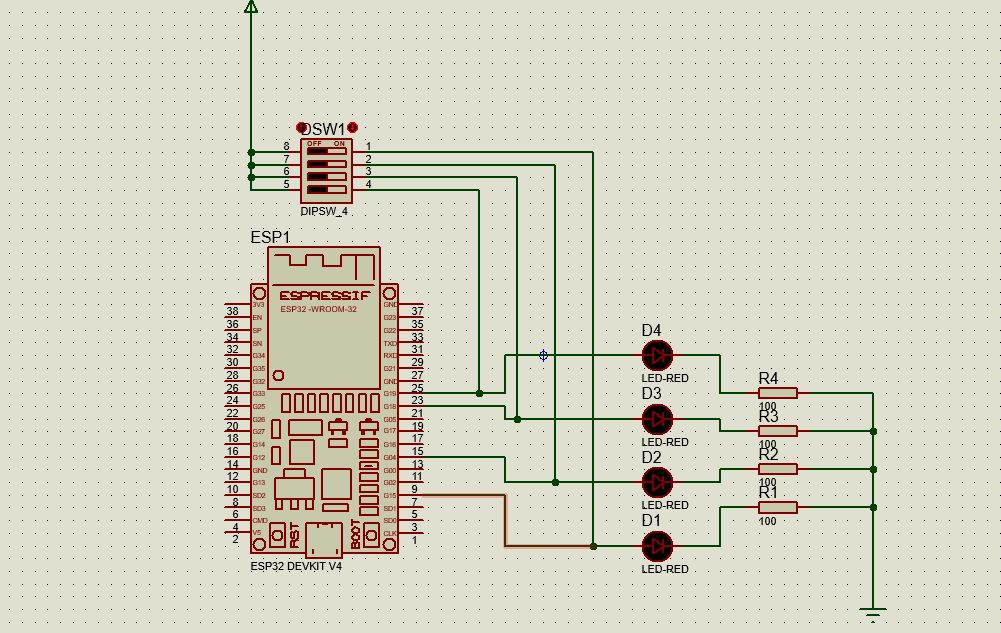 DSW1
OFF ON
8 1
7 2
6 3
5 4
DIPSW_4
ESP1
ESPRESSIF
ESP32 -WROOM-32
3V3 GND
38 37
EN G23
36 35
SP G22
34 33
SN TXD
32 31
G34 RXD
30 29
G35 G21
28 27
G32 GND
26 25
G33 G19
24 23
G25 G18
22 21
G26 G05
20 19
G27 G17
18 17
G14 G16
16 15
G12 G04
14 13
GND G00
12 11
G13 G02
10 9
SD2 G15
8 7
SD3 SD1
6 5
CMD SD0
4 3
V5 CLK
2 1
RST BOOT
ESP32 DEVKIT V4
D4
LED-RED
D3
LED-RED
D2
LED-RED
D1
LED-RED
R4
100
R3
100
R2
100
R1
100